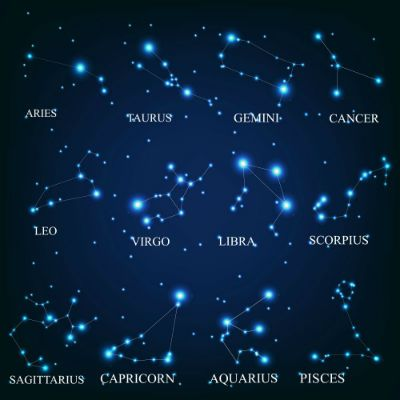 ARIES
TAURUS
GEMINI
CANCER
LEO
VIRGO
LIBRA
SCORPIUS
SAGITTARIUS
CAPRICORN
AQUARIUS
PISCES